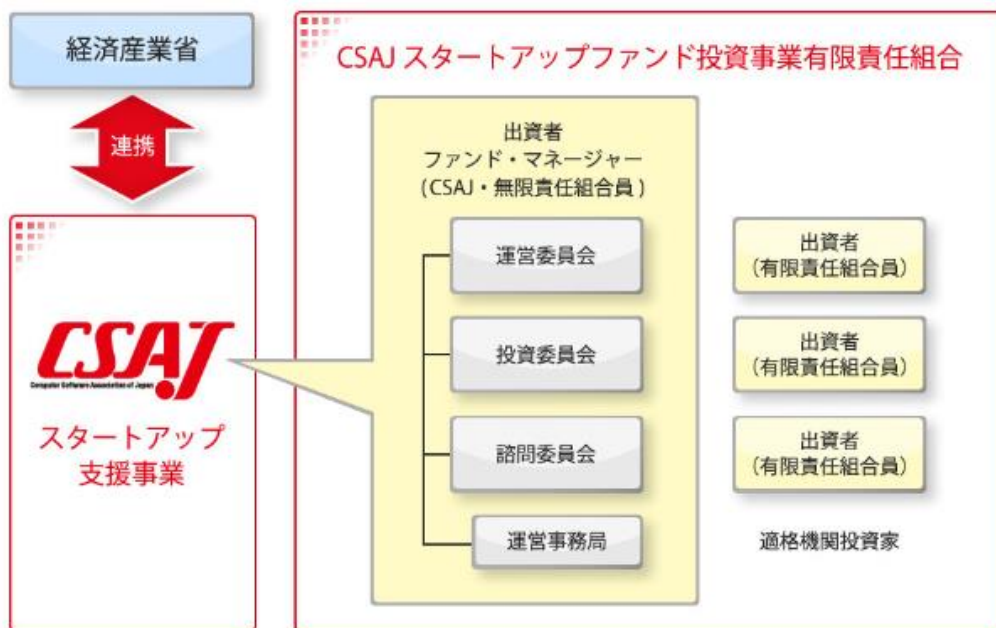 経済産業省
連携
CSAJ
Computer Software Association of Japan
スタートアップ
支援事業
CSAJ スタートアップファンド投資事業有限責任組合
出資者
ファンド・マネージャー
(CSAJ・無限責任組合員)
運営委員会
投資委員会
諮問委員会
運営事務局
出資者
(有限責任組合員)
出資者
(有限責任組合員)
出資者
(有限責任組合員)
適格機関投資家